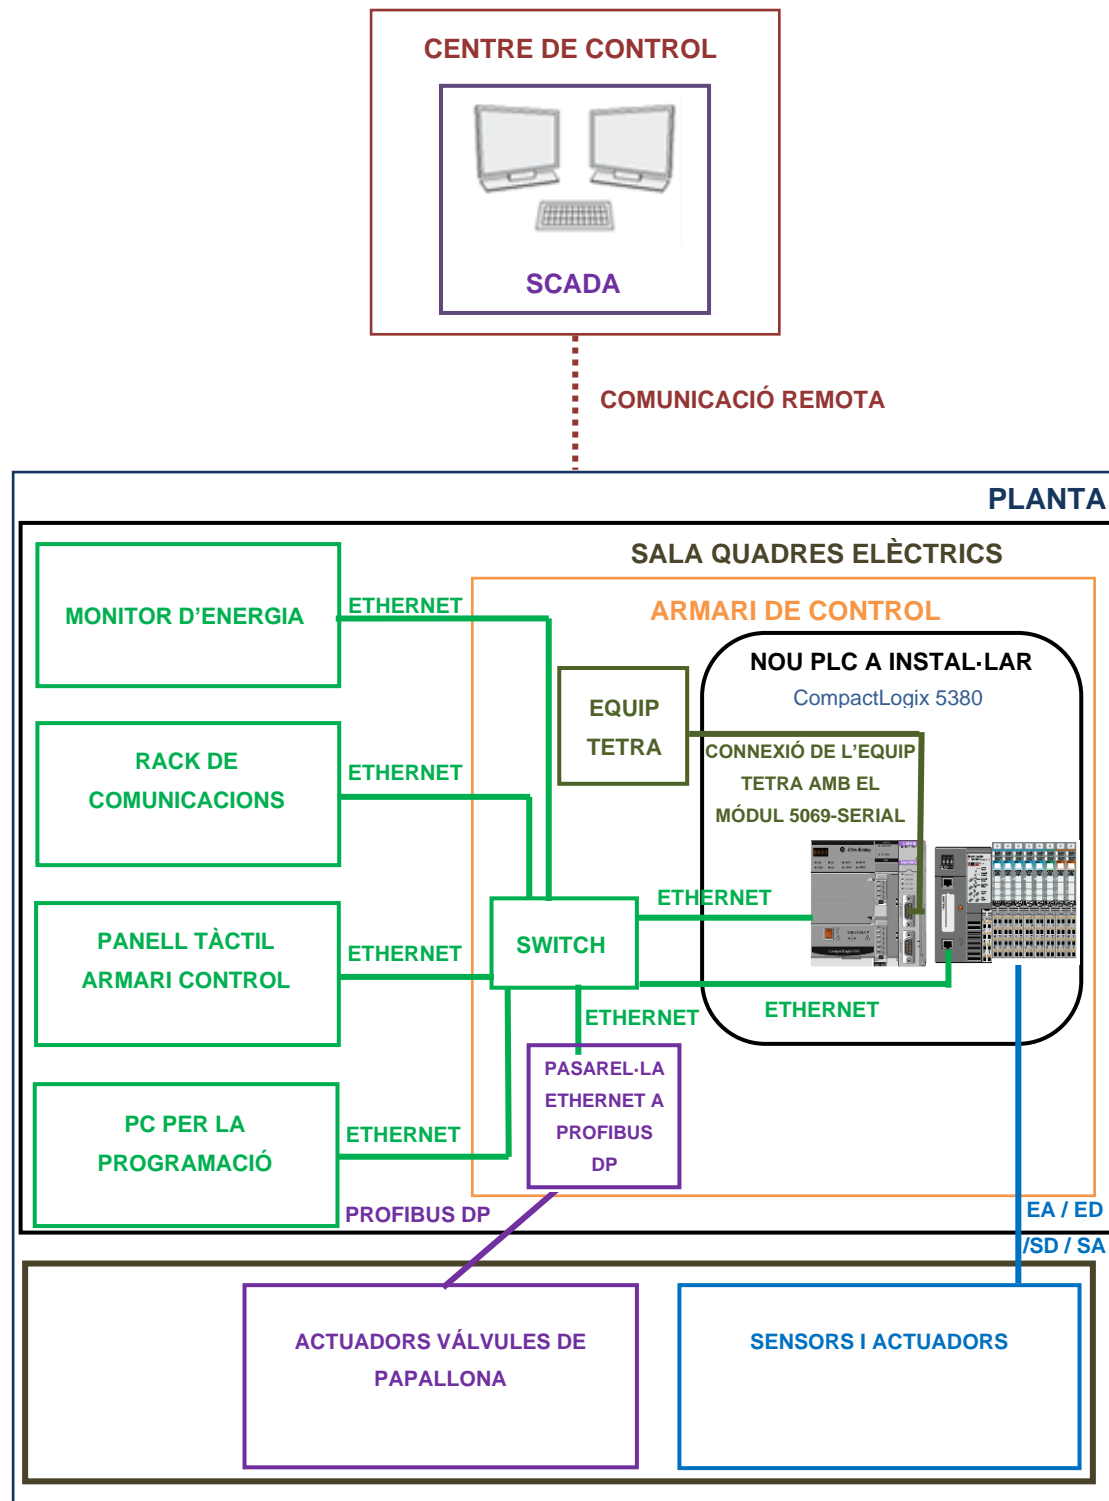 CENTRE DE CONTROL
SCADA
COMUNICACIÓ REMOTA
PLANTA
SALA QUADRES ELÈCTRICS
MONITOR D'ENERGIA
ETHERNET
ARMARI DE CONTROL
NOU PLC A INSTAL·LAR
CompactLogix 5380
EQUIP
TETRA
CONNEXIÓ DE L'EQUIP
TETRA AMB EL
MÓDUL 5069-SERIAL
RACK DE
COMUNICACIONS
ETHERNET
ETHERNET
PANELL TÀCTIL
ARMARI CONTROL
ETHERNET
SWITCH
ETHERNET
ETHERNET
PASAREL·LA
ETHERNET A
PROFIBUS
DP
PC PER LA
PROGRAMACIÓ
ETHERNET
PROFIBUS DP
EA / ED
/SD / SA
ACTUADORS VÁLVULES DE
PAPALLONA
SENSORS I ACTUADORS